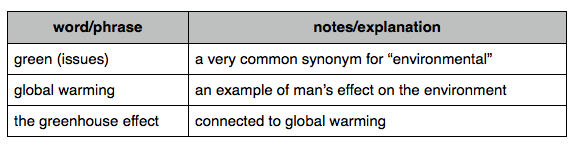 word/phrase notes/explanation
green (issues) a very common synonym for “environmental”
global warming an example of man’s effect on the environment
the greenhouse effect connected to global warming